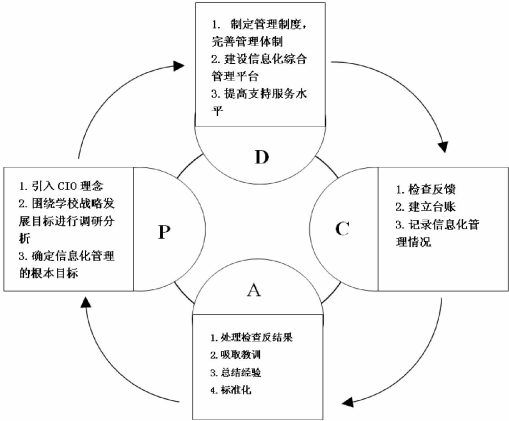 1. 制定管理制度，
完善管理体制
2. 建设信息化综合
管理平台
3. 提高支持服务水
平
D
1. 引入 CIO 理念
2. 围绕学校战略发
展目标进行调研分
析
3. 确定信息化管理
的根本目标
P
C
1. 检查反馈
2. 建立台账
3. 记录信息化管
理情况
A
1. 处理检查反结果
2. 吸取教训
3. 总结经验
4. 标准化